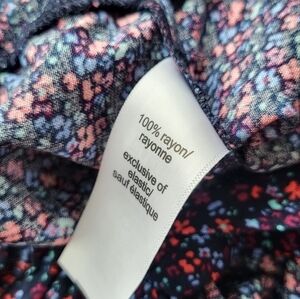 100% rayon/
rayonne
exclusive of
elastic/
sauf élastique